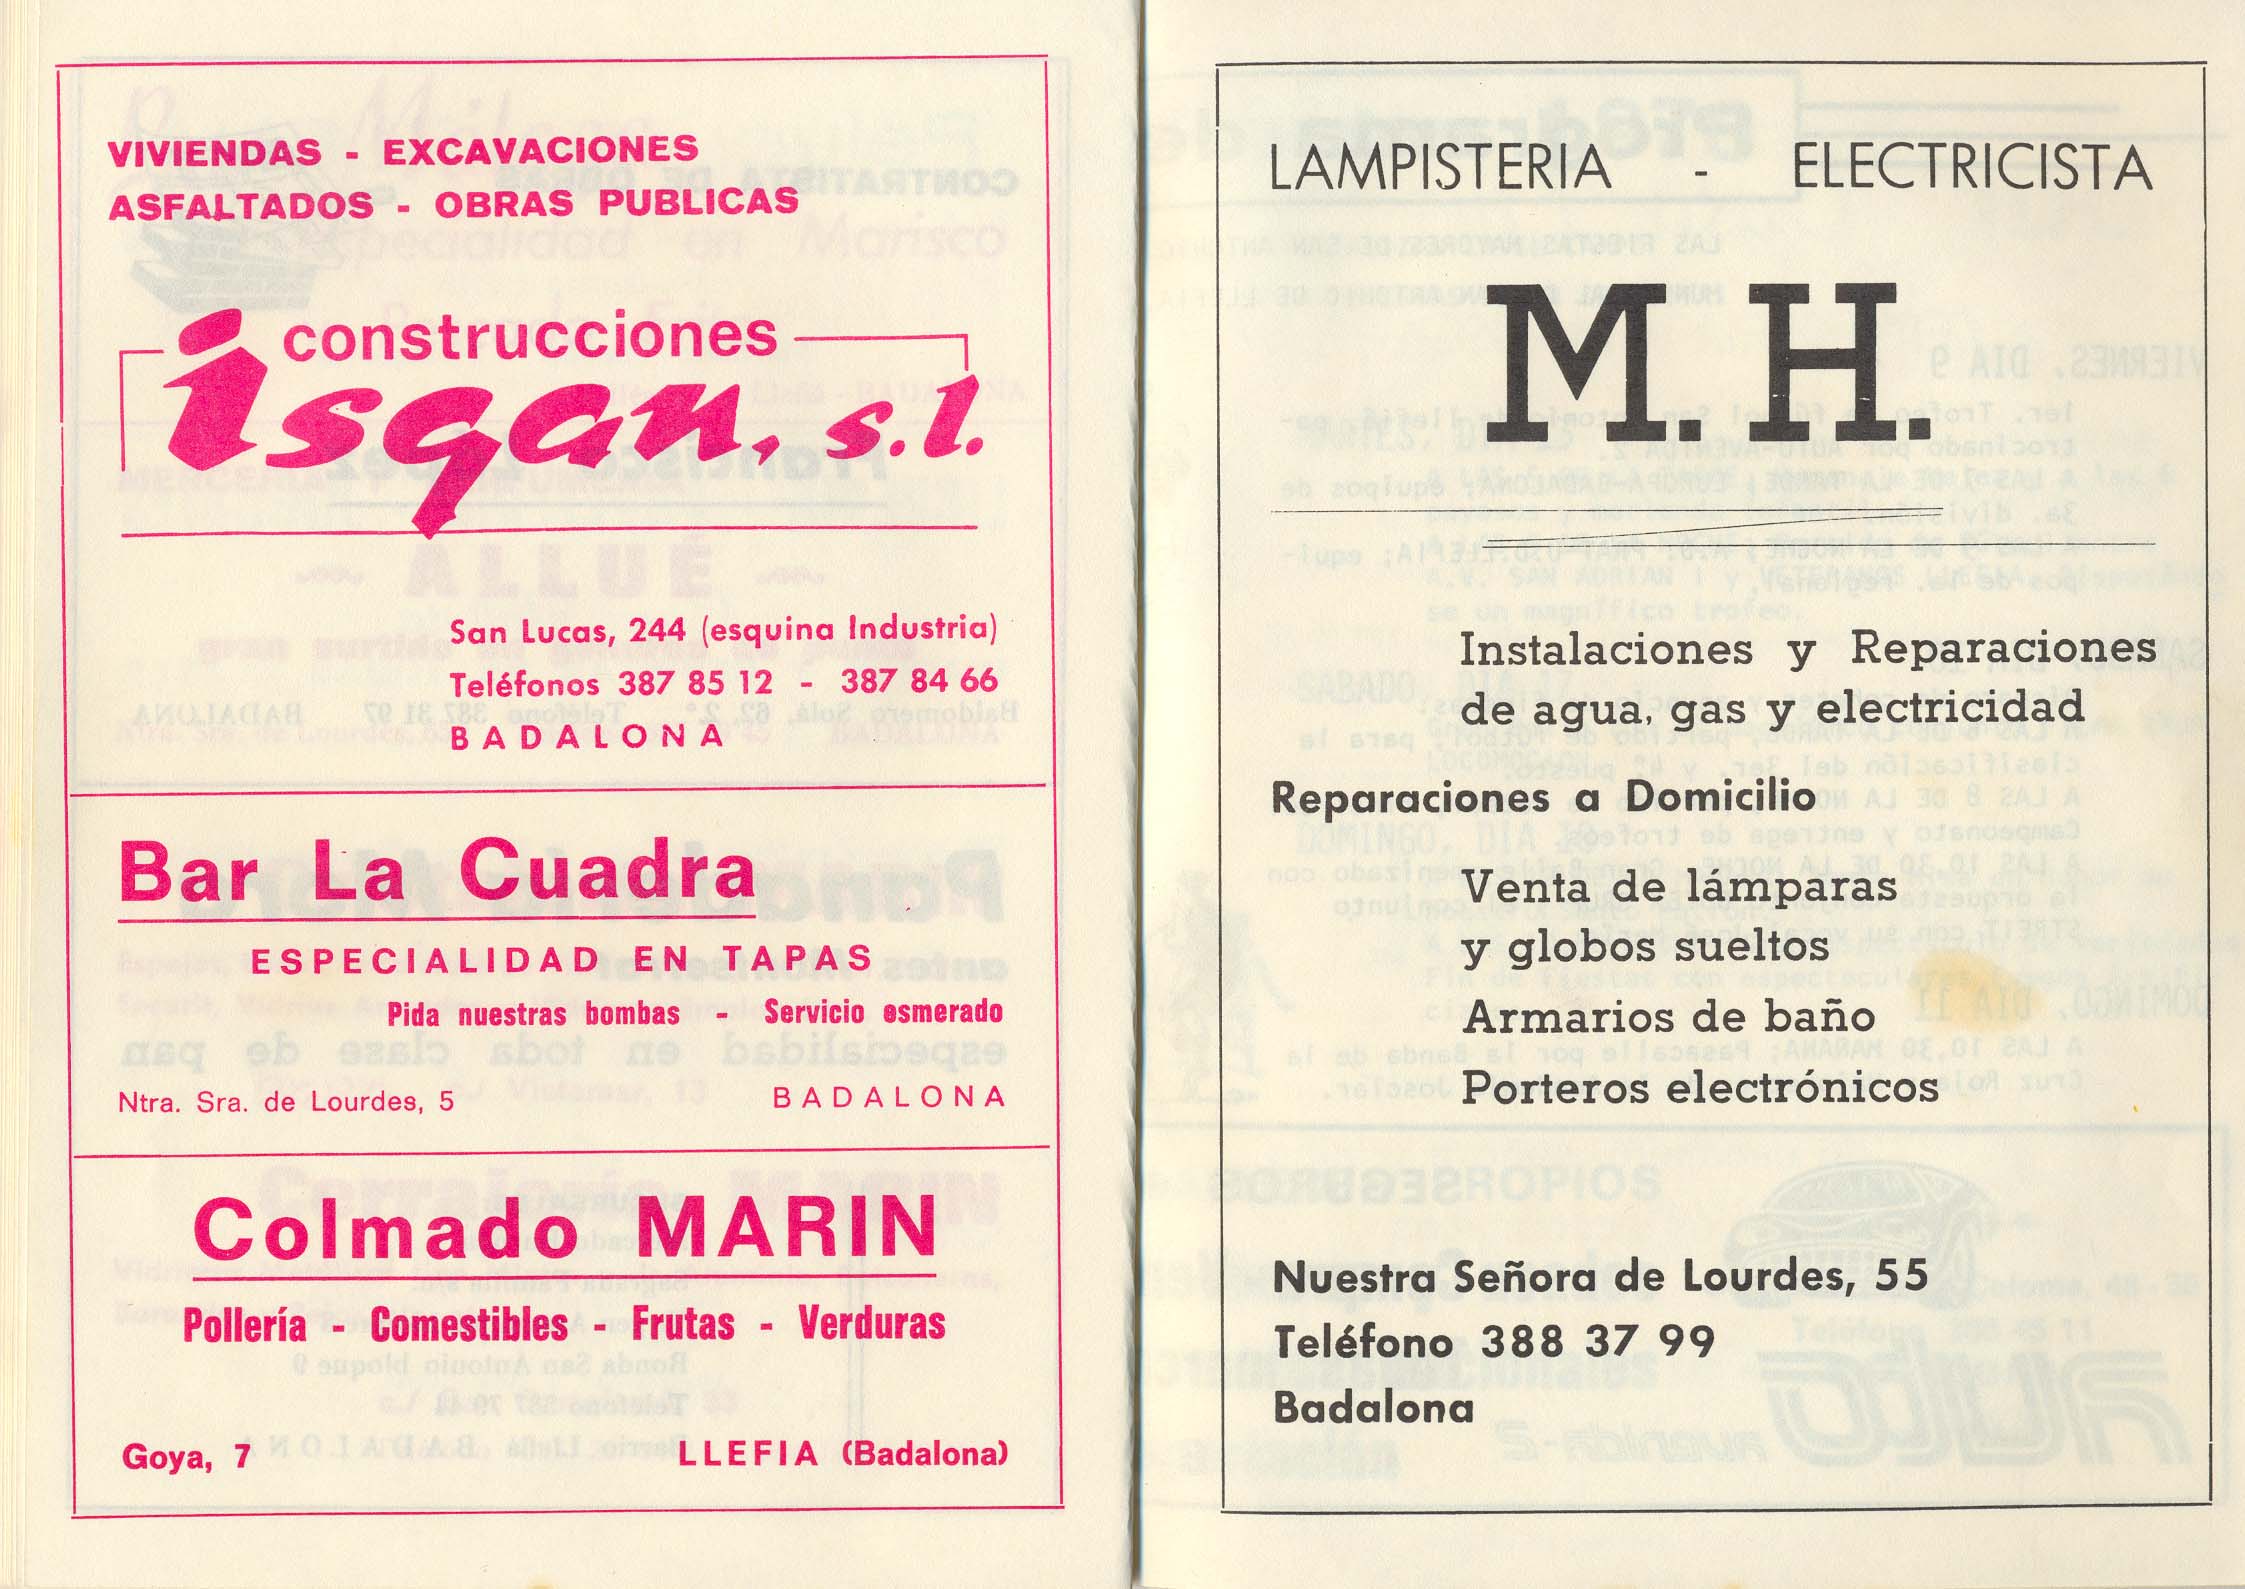 VIVIENDAS - EXCAVACIONES
ASFALTADOS - OBRAS PUBLICAS
construcciones
isgan, s.l.
San Lucas, 244 (esquina Industria)
Teléfonos 387 85 12 - 387 84 66
BADALONA
Bar La Cuadra
ESPECIALIDAD EN TAPAS
Pida nuestras bombas - Servicio esmerado
Ntra. Sra. de Lourdes, 5 BADALONA
Colmado MARIN
Pollería - Comestibles - Frutas - Verduras
Goya, 7 LLEFIA (Badalona)
LAMPISTERIA - ELECTRICISTA
M. H.
Instalaciones y Reparaciones
de agua, gas y electricidad
Reparaciones a Domicilio
Venta de lámparas
y globos sueltos
Armarios de baño
Porteros electrónicos
Nuestra Señora de Lourdes, 55
Teléfono 388 37 99
Badalona